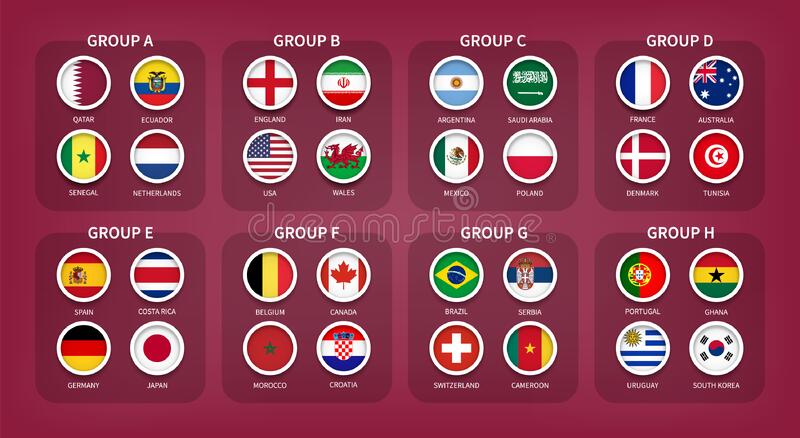 GROUP A
QATAR
ECUADOR
SENEGAL
NETHERLANDS
GROUP B
ENGLAND
IRAN
USA
WALES
GROUP C
ARGENTINA
SAUDI ARABIA
MEXICO
POLAND
GROUP D
FRANCE
AUSTRALIA
DENMARK
TUNISIA
GROUP E
SPAIN
COSTA RICA
GERMANY
JAPAN
GROUP F
BELGIUM
CANADA
MOROCCO
CROATIA
GROUP G
BRAZIL
SERBIA
SWITZERLAND
CAMEROON
GROUP H
PORTUGAL
GHANA
URUGUAY
SOUTH KOREA
dreamstime